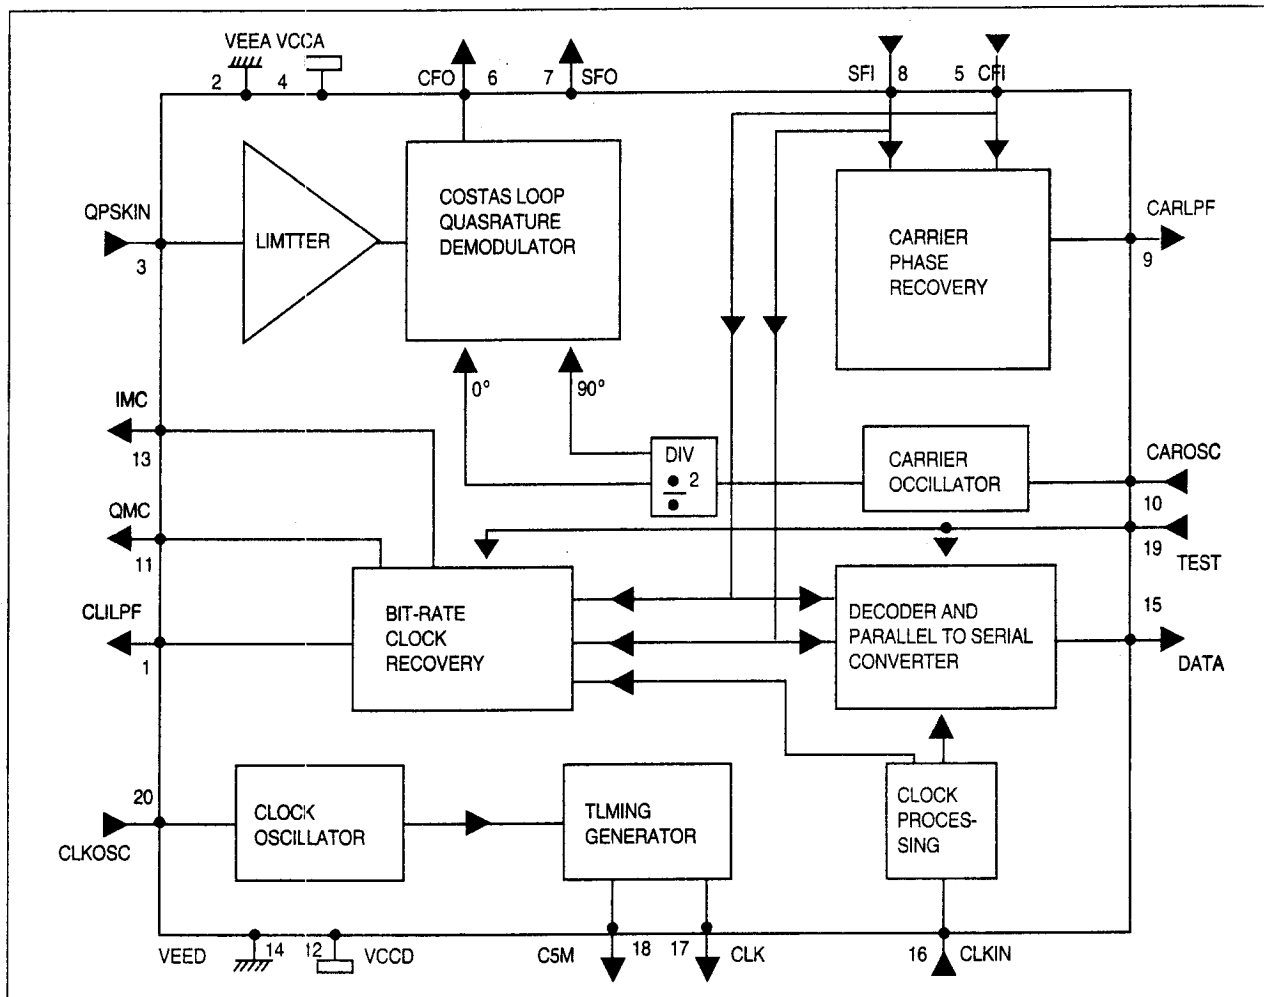 VEEA VCCA
2
4
CFO
6
7
SFO
SFI
8
5
CFI
QPSKIN
3
LIMTTER
COSTAS LOOP
QUASRATURE
DEMODULATOR
CARRIER
PHASE
RECOVERY
CARLPF
9
0°
90°
IMC
13
DIV
÷ 2
CARRIER
OCCILLATOR
CAROSC
10
QMC
11
19
TEST
CLILPF
1
BIT-RATE
CLOCK
RECOVERY
DECODER AND
PARALLEL TO SERIAL
CONVERTER
15
DATA
20
CLKOSC
CLOCK
OSCILLATOR
TLMING
GENERATOR
CLOCK
PROCES-
SING
VEED
14
12
VCCD
C5M
18
17
CLK
16
CLKIN